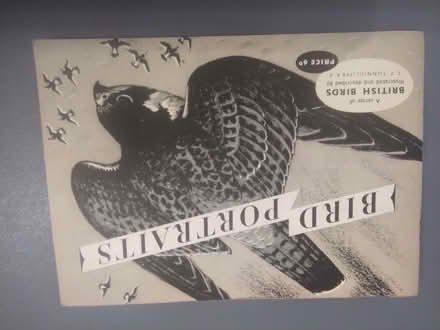 BIRD
PORTRAITS
A series of
BRITISH BIRDS
illustrated and described by
C. F. TUNNICLIFFE R.A.
PRICE 6D